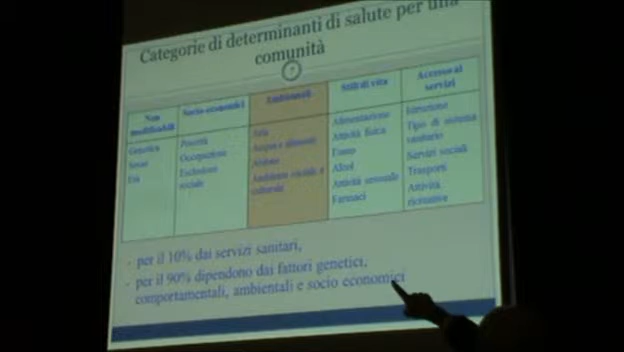 Categorie di determinanti di salute per una
comunità
Non modificabili
Genetica
Sesso
Età
Socio-economici
Povertà
Occupazione
Esclusione
sociale
Ambientali
Aria
Acqua e alimenti
Ambiente sociale e
culturale
Stili di vita
Alimentazione
Attività fisica
Fumo
Alcol
Attività sessuale
Farmaci
Accesso ai
servizi
Istruzione
Tipo di sistema
sanitario
Servizi sociali
Trasporti
Attività
ricreative
- per il 10% dai servizi sanitari,
- per il 90% dipendono dai fattori genetici,
comportamentali, ambientali e socio economici